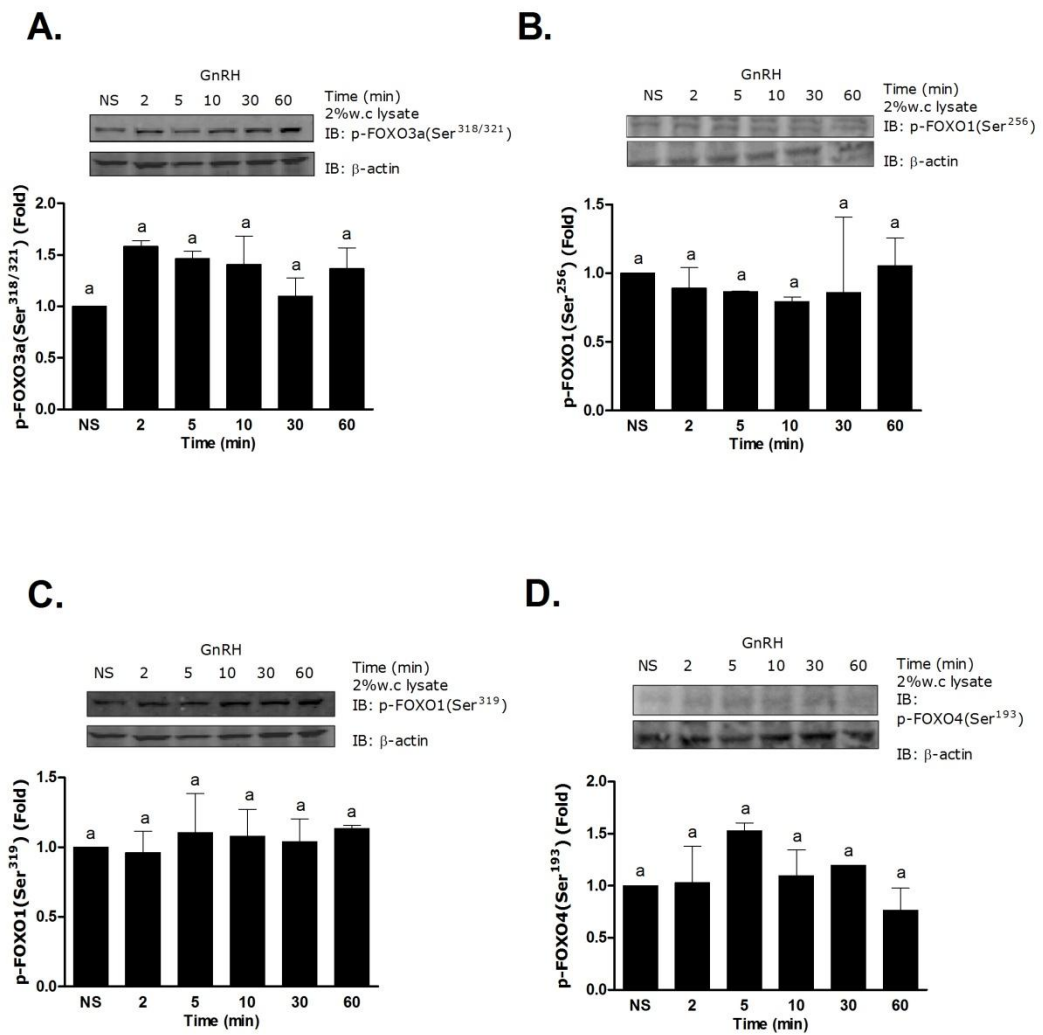 A.
GnRH
NS 2 5 10 30 60 Time (min)
2%w.c lysate
IB: p-FOXO3a(Ser318/321)
IB: β-actin
p-FOXO3a(Ser318/321) (Fold)
2.0
1.5
1.0
0.5
0.0
a a a a a a
NS 2 5 10 30 60
Time (min)
B.
GnRH
NS 2 5 10 30 60 Time (min)
2%w.c lysate
IB: p-FOXO1(Ser256)
IB: β-actin
p-FOXO1(Ser256) (Fold)
1.5
1.0
0.5
0.0
a a a a a a
NS 2 5 10 30 60
Time (min)
C.
GnRH
NS 2 5 10 30 60 Time (min)
2%w.c lysate
IB: p-FOXO1(Ser319)
IB: β-actin
p-FOXO1(Ser319) (Fold)
1.5
1.0
0.5
0.0
a a a a a a
NS 2 5 10 30 60
Time (min)
D.
GnRH
NS 2 5 10 30 60 Time (min)
2%w.c lysate
IB:
p-FOXO4(Ser193)
IB: β-actin
p-FOXO4(Ser193) (Fold)
2.0
1.5
1.0
0.5
0.0
a a a a a a
NS 2 5 10 30 60
Time (min)